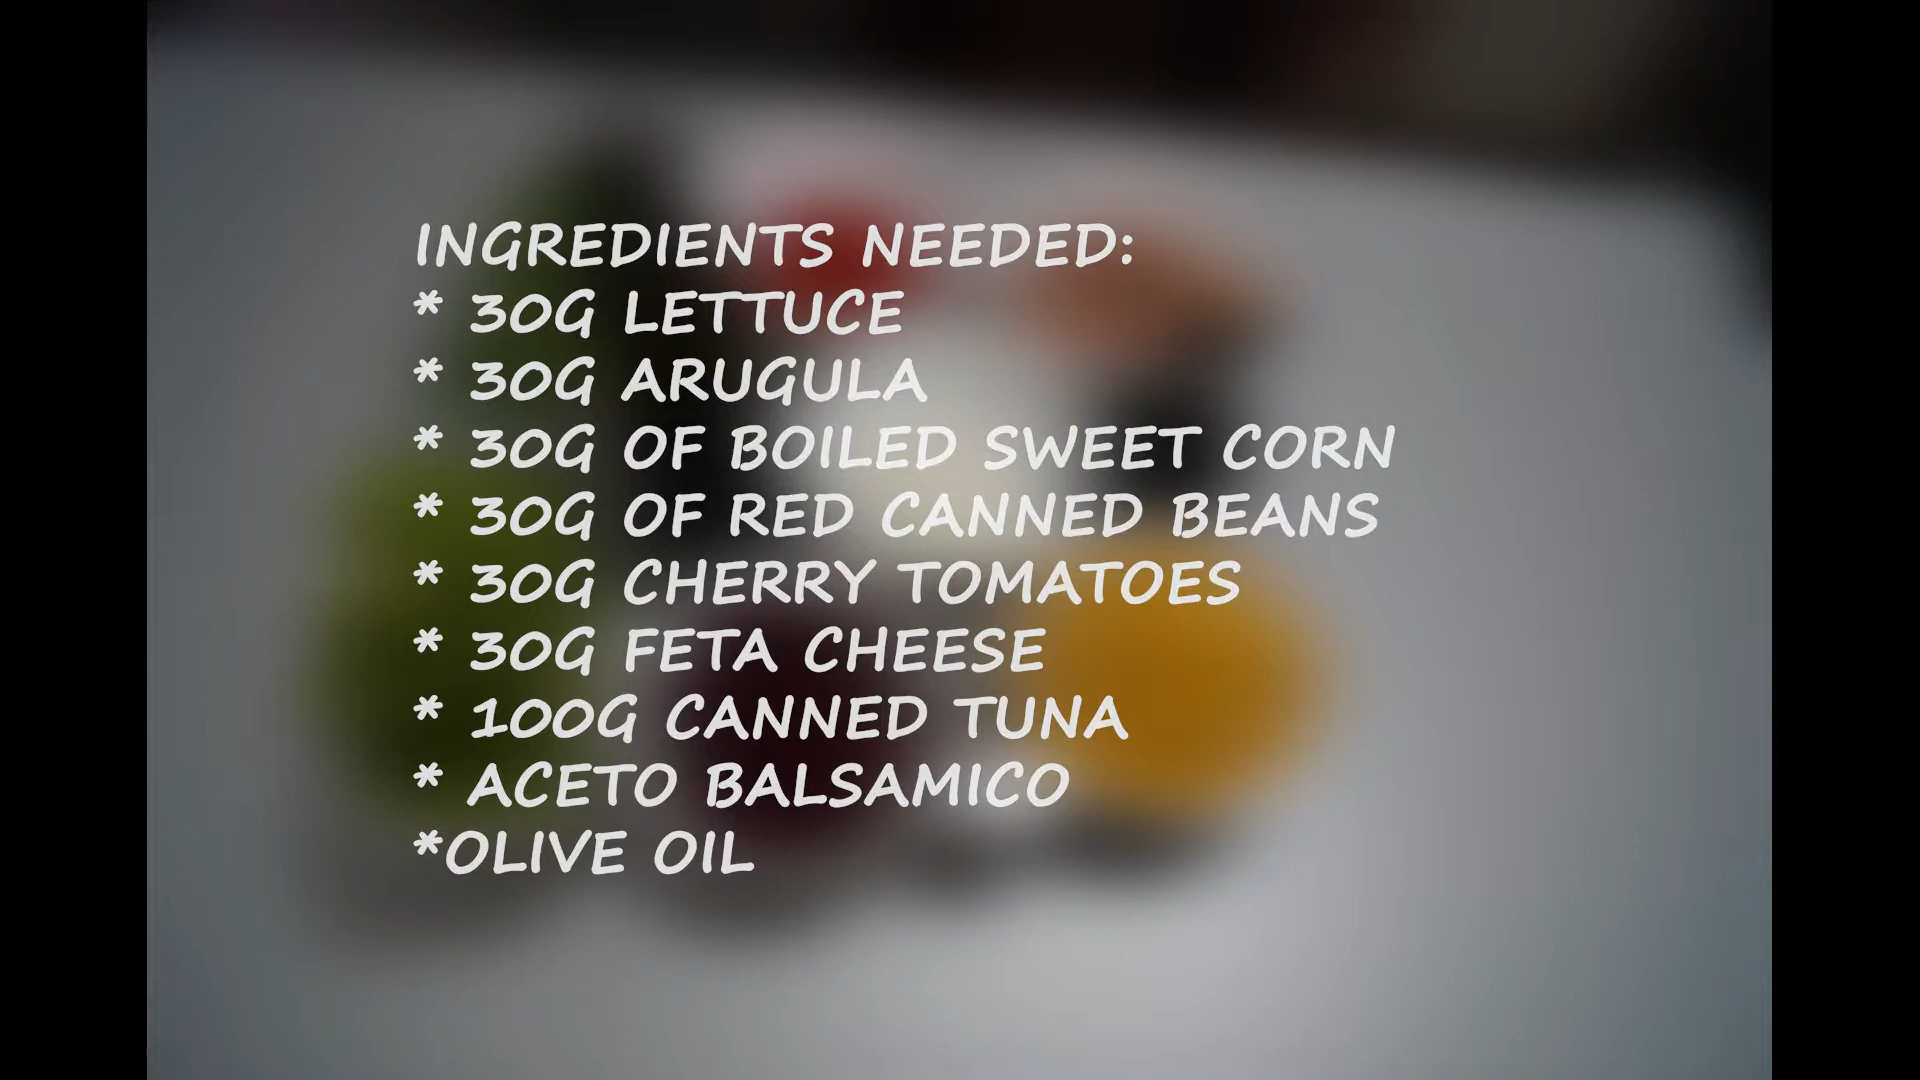 INGREDIENTS NEEDED:
* 30G LETTUCE
* 30G ARUGULA
* 30G OF BOILED SWEET CORN
* 30G OF RED CANNED BEANS
* 30G CHERRY TOMATOES
* 30G FETA CHEESE
* 100G CANNED TUNA
* ACETO BALSAMICO
*OLIVE OIL